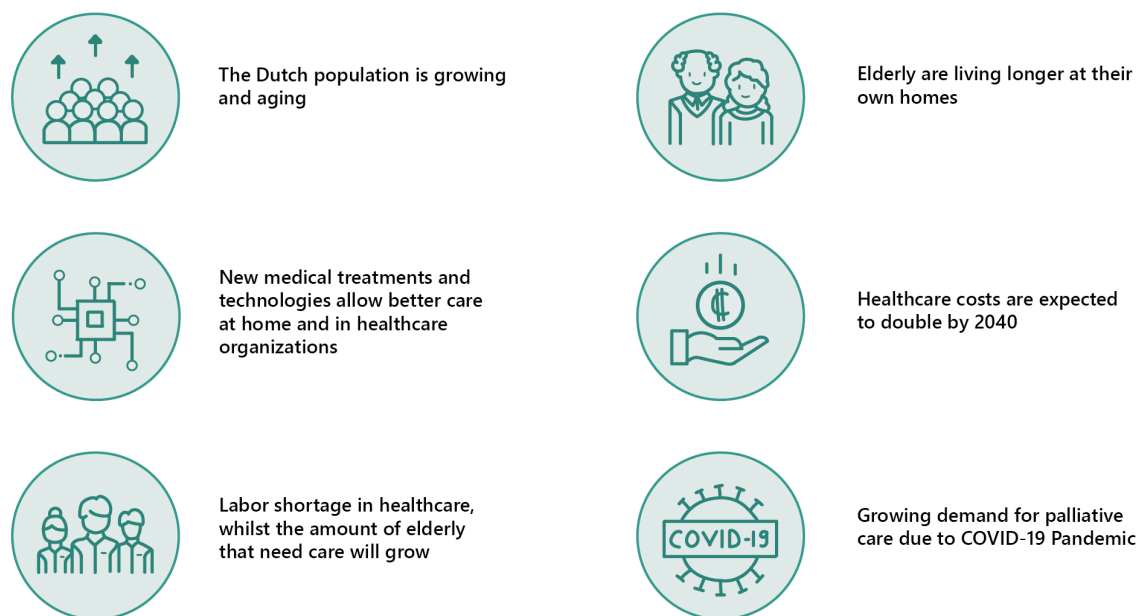 The Dutch population is growing
and aging
Elderly are living longer at their
own homes
New medical treatments and
technologies allow better care
at home and in healthcare
organizations
Healthcare costs are expected
to double by 2040
Labor shortage in healthcare,
whilst the amount of elderly
that need care will grow
COVID-19
Growing demand for palliative
care due to COVID-19 Pandemic